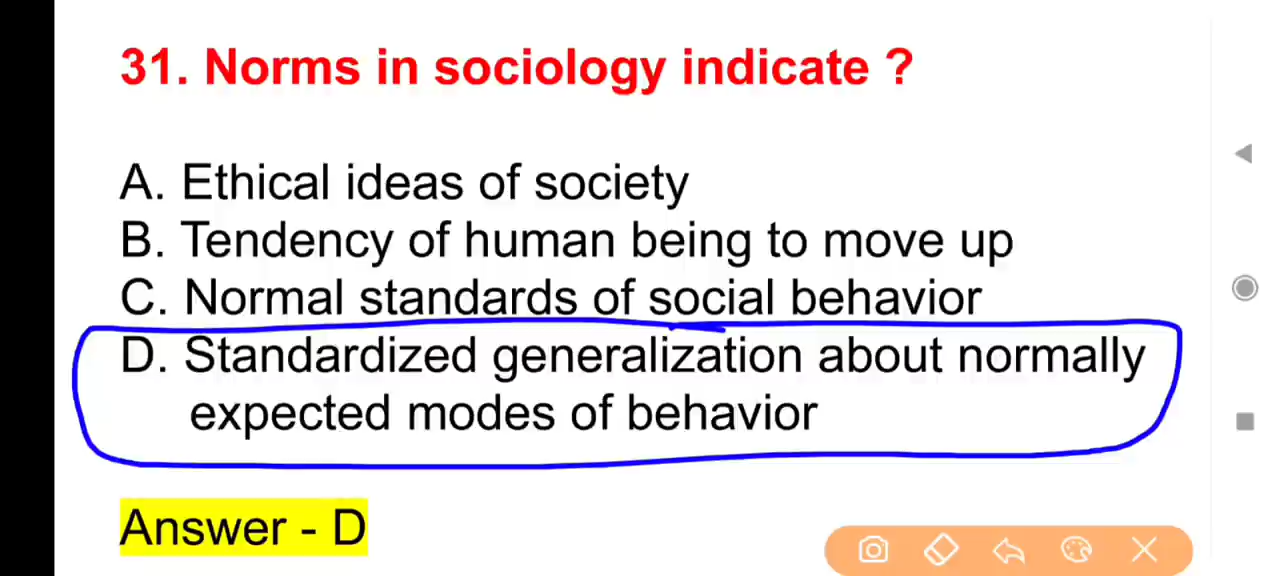 31. Norms in sociology indicate ?
A. Ethical ideas of society
B. Tendency of human being to move up
C. Normal standards of social behavior
D. Standardized generalization about normally
expected modes of behavior
Answer - D